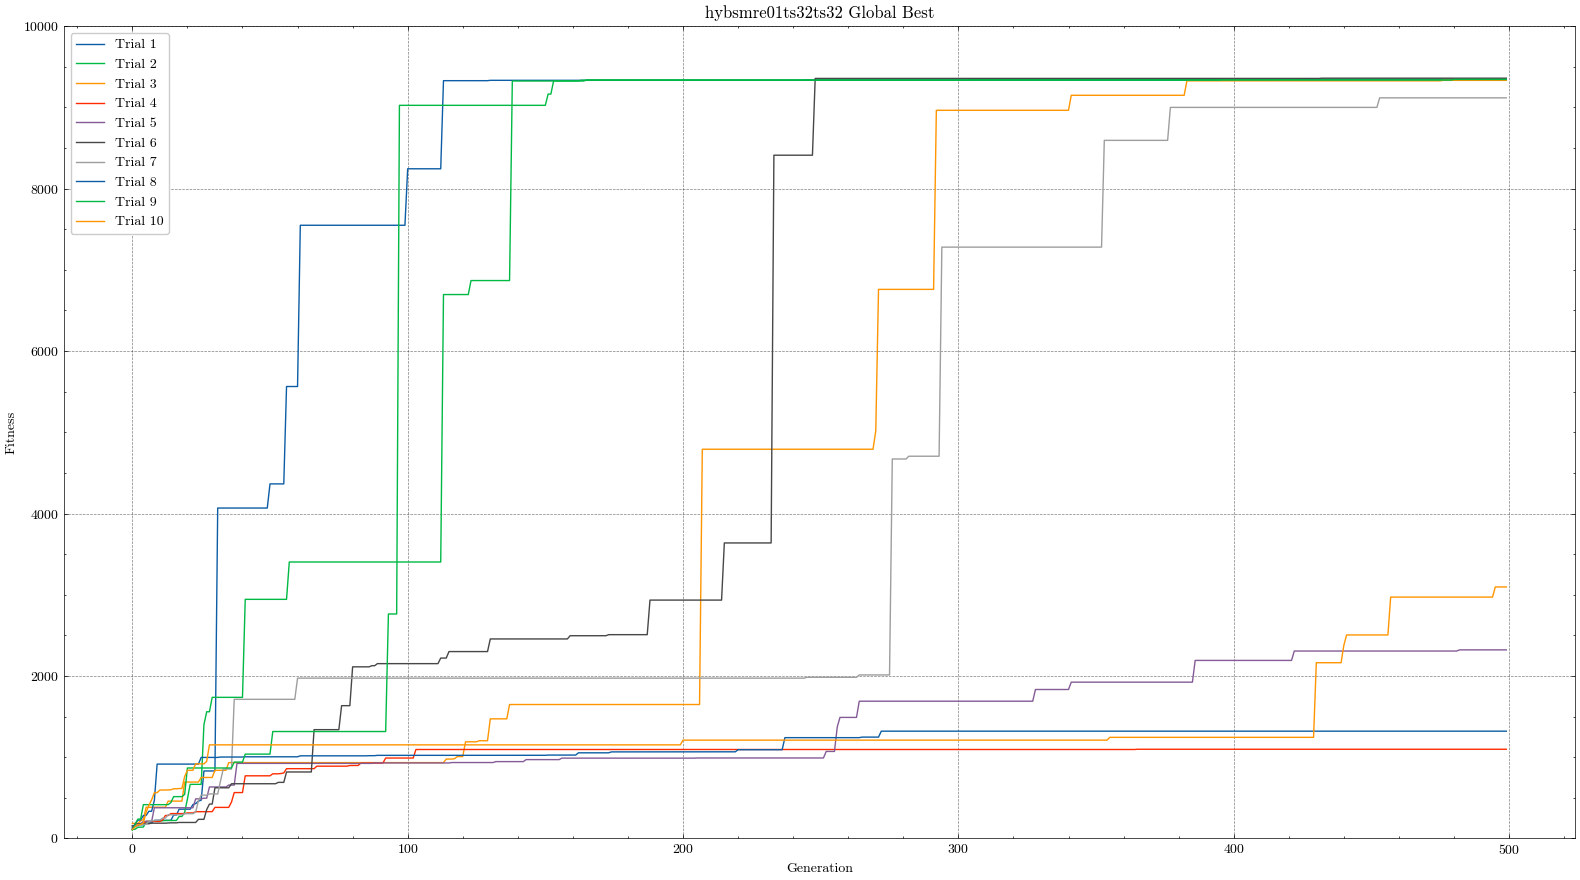 hybsmre01ts32ts32 Global Best
10000
8000
6000
4000
2000
0
Fitness
Trial 1
Trial 2
Trial 3
Trial 4
Trial 5
Trial 6
Trial 7
Trial 8
Trial 9
Trial 10
0
100
200
300
400
500
Generation